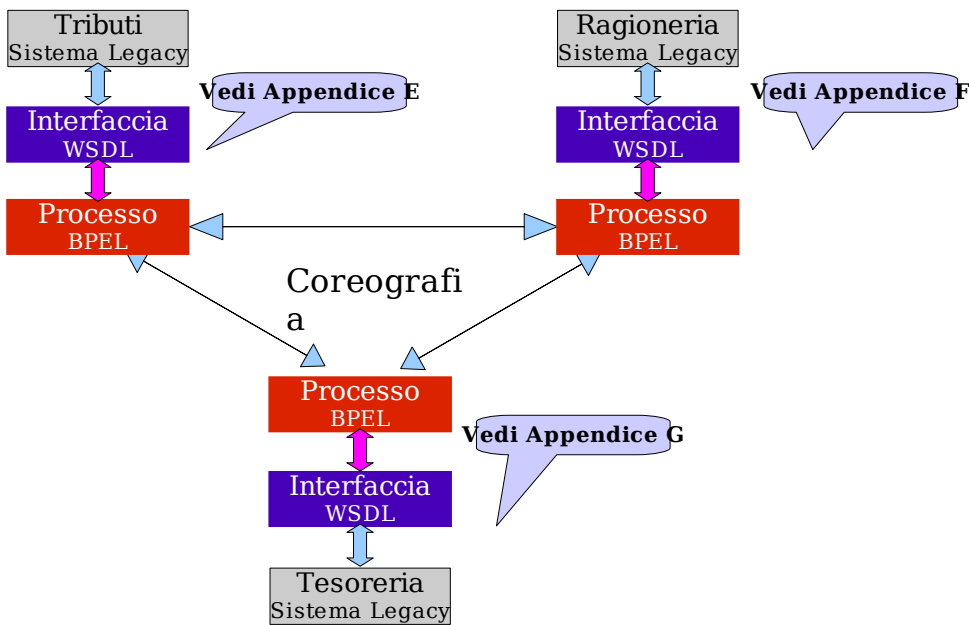 Tributi
Sistema Legacy
Ragioneria
Sistema Legacy
Vedi Appendice E
Vedi Appendice F
Interfaccia
WSDL
Interfaccia
WSDL
Processo
BPEL
Processo
BPEL
Coreografi
a
Processo
BPEL
Vedi Appendice G
Interfaccia
WSDL
Tesoreria
Sistema Legacy